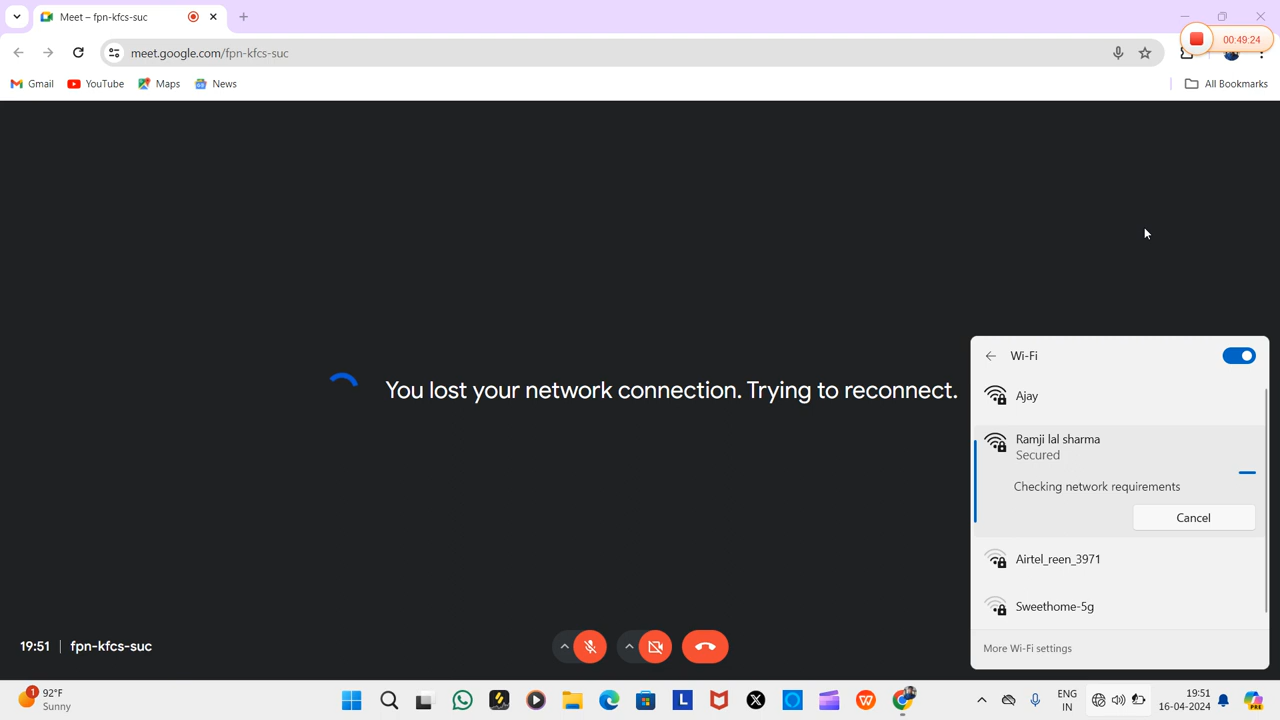 Meet – fpn-kfcs-suc
00:49:24
meet.google.com/fpn-kfcs-suc
Gmail
YouTube
Maps
News
All Bookmarks
You lost your network connection. Trying to reconnect.
Wi-Fi
Ajay
Ramji lal sharma
Secured
Checking network requirements
Cancel
Airtel_reen_3971
Sweethome-5g
More Wi-Fi settings
19:51 | fpn-kfcs-suc
1
92°F
Sunny
L
X
W
ENG
IN
19:51
16-04-2024
PRE